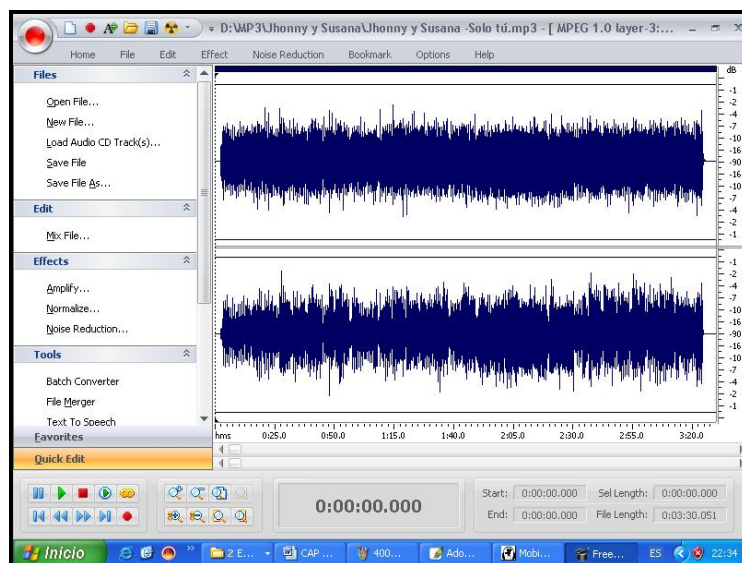 D:\MP3\Jhonny y Susana\Jhonny y Susana -Solo tú.mp3 - [ MPEG 1.0 layer-3:...
Home File Edit Effect Noise Reduction Bookmark Options Help
Files
Open File...
New File...
Load Audio CD Track(s)...
Save File
Save File As...
Edit
Mix File...
Effects
Amplify...
Normalize...
Noise Reduction...
Tools
Batch Converter
File Merger
Text To Speech
Favorites
Quick Edit
dB
-1
-2
-4
-7
-10
-16
-90
-16
-10
-7
-4
-2
-1
-1
-2
-4
-7
-10
-16
-90
-16
-10
-7
-4
-2
-1
hms 0:25.0 0:50.0 1:15.0 1:40.0 2:05.0 2:30.0 2:55.0 3:20.0
0:00:00.000
Start: 0:00:00.000 Sel Length: 0:00:00.000
End: 0:00:00.000 File Length: 0:03:30.051
Inicio 2 E... CAP ... 400... Ado... Mobi... Free... ES 22:34